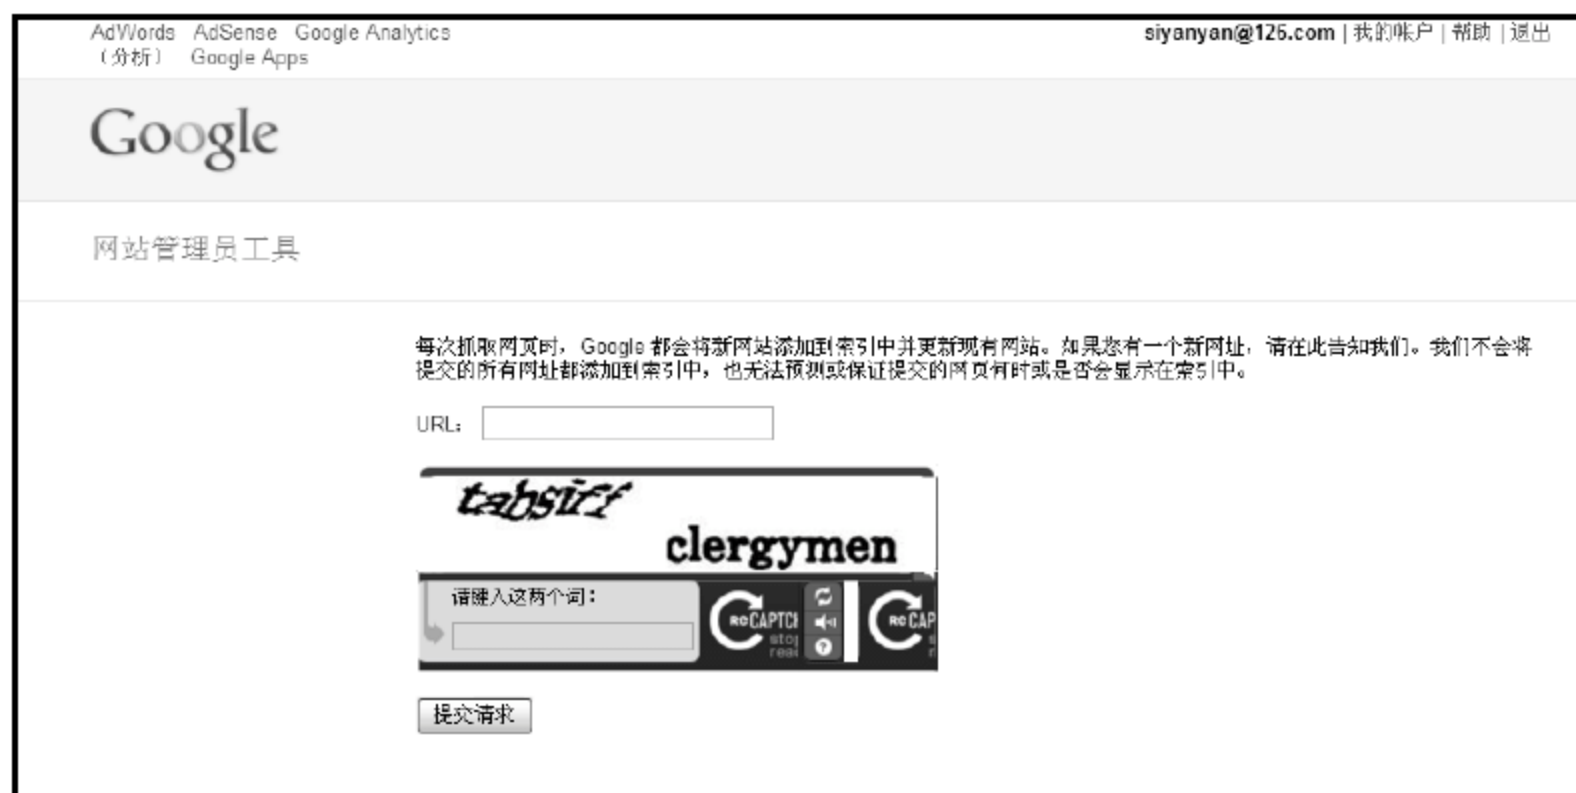 AdWords AdSense Google Analytics
（分析） Google Apps
siyanyan@126.com | 我的帐户 | 帮助 | 退出
Google
网站管理员工具
每次抓取网页时，Google 都会将新网站添加到索引中并更新现有网站。如果您有一个新网址，请在此告知我们。我们不会将
提交的所有网址都添加到索引中，也无法预测或保证提交的网页何时或是否会显示在索引中。
URL：
tabsiff
clergymen
请键入这两个词：
reCAPTCH
stop
read
reCAP
提交请求